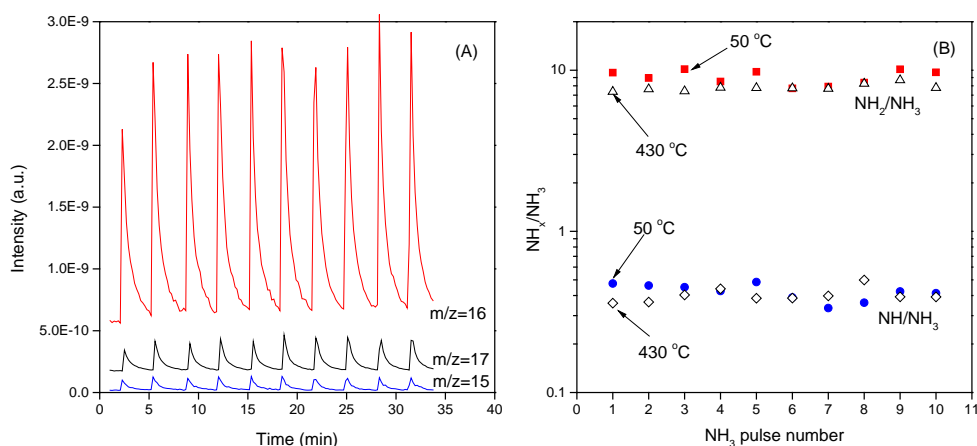 (A)
3.0E-9
2.5E-9
2.0E-9
1.5E-9
1.0E-9
5.0E-10
0.0
Intensity (a.u.)
m/z=16
m/z=17
m/z=15
0 5 10 15 20 25 30 35 40
Time (min)
(B)
50 °C
10
1
0.1
NHₓ/NH₃
NH₂/NH₃
430 °C
50 °C
NH/NH₃
430 °C
0 1 2 3 4 5 6 7 8 9 10 11
NH₃ pulse number